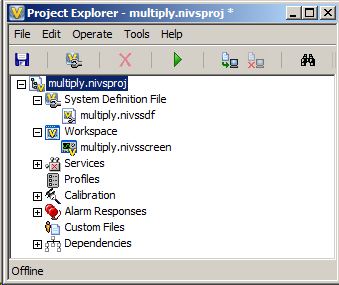 Project Explorer - multiply.nivsproj *
File Edit Operate Tools Help
multiply.nivsproj
System Definition File
multiply.nivssdf
Workspace
multiply.nivsscreen
Services
Profiles
Calibration
Alarm Responses
Custom Files
Dependencies
Offline